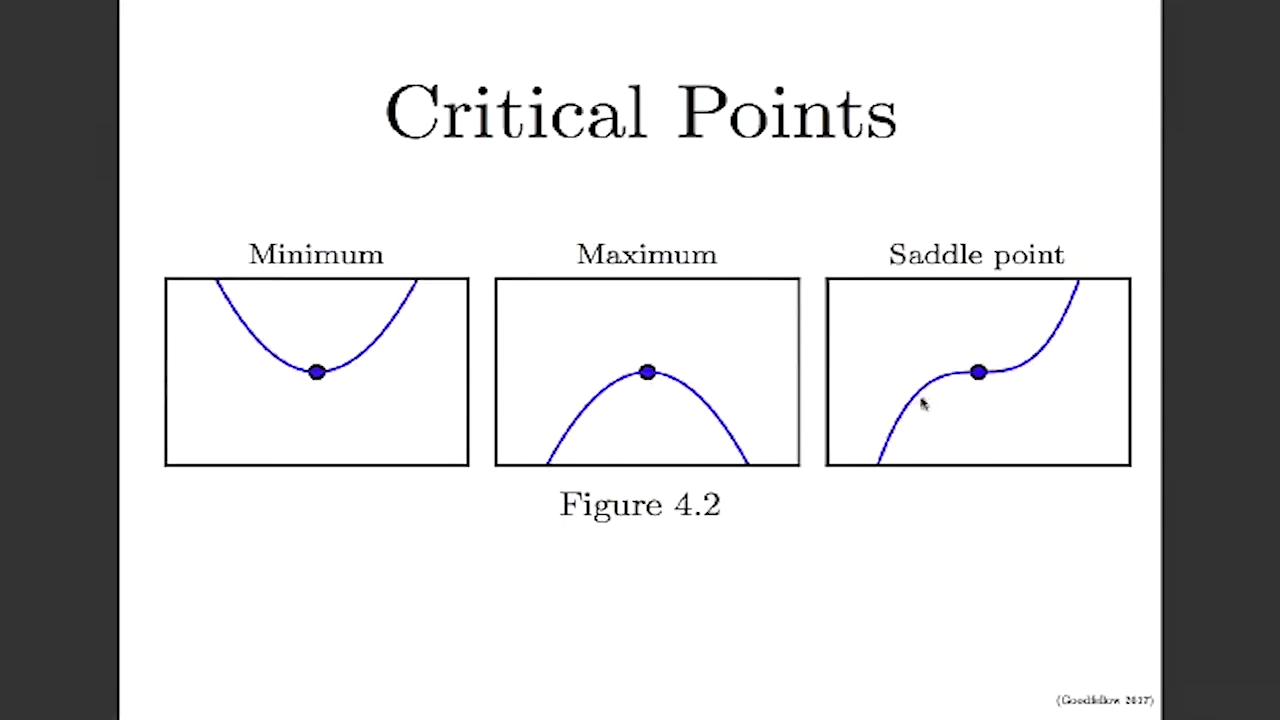 Critical Points
Minimum
Maximum
Saddle point
Figure 4.2
(Goodfellow 2017)